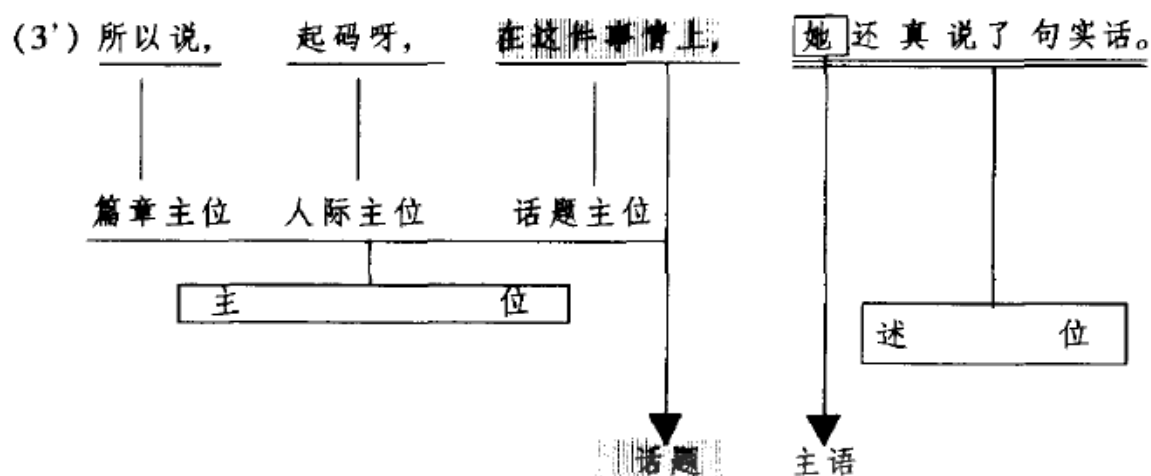 (3') 所以说， 起码呀， 在这件事情上， 她还真说了句实话。
篇章主位 人际主位 话题主位
主位
述位
话题 主语